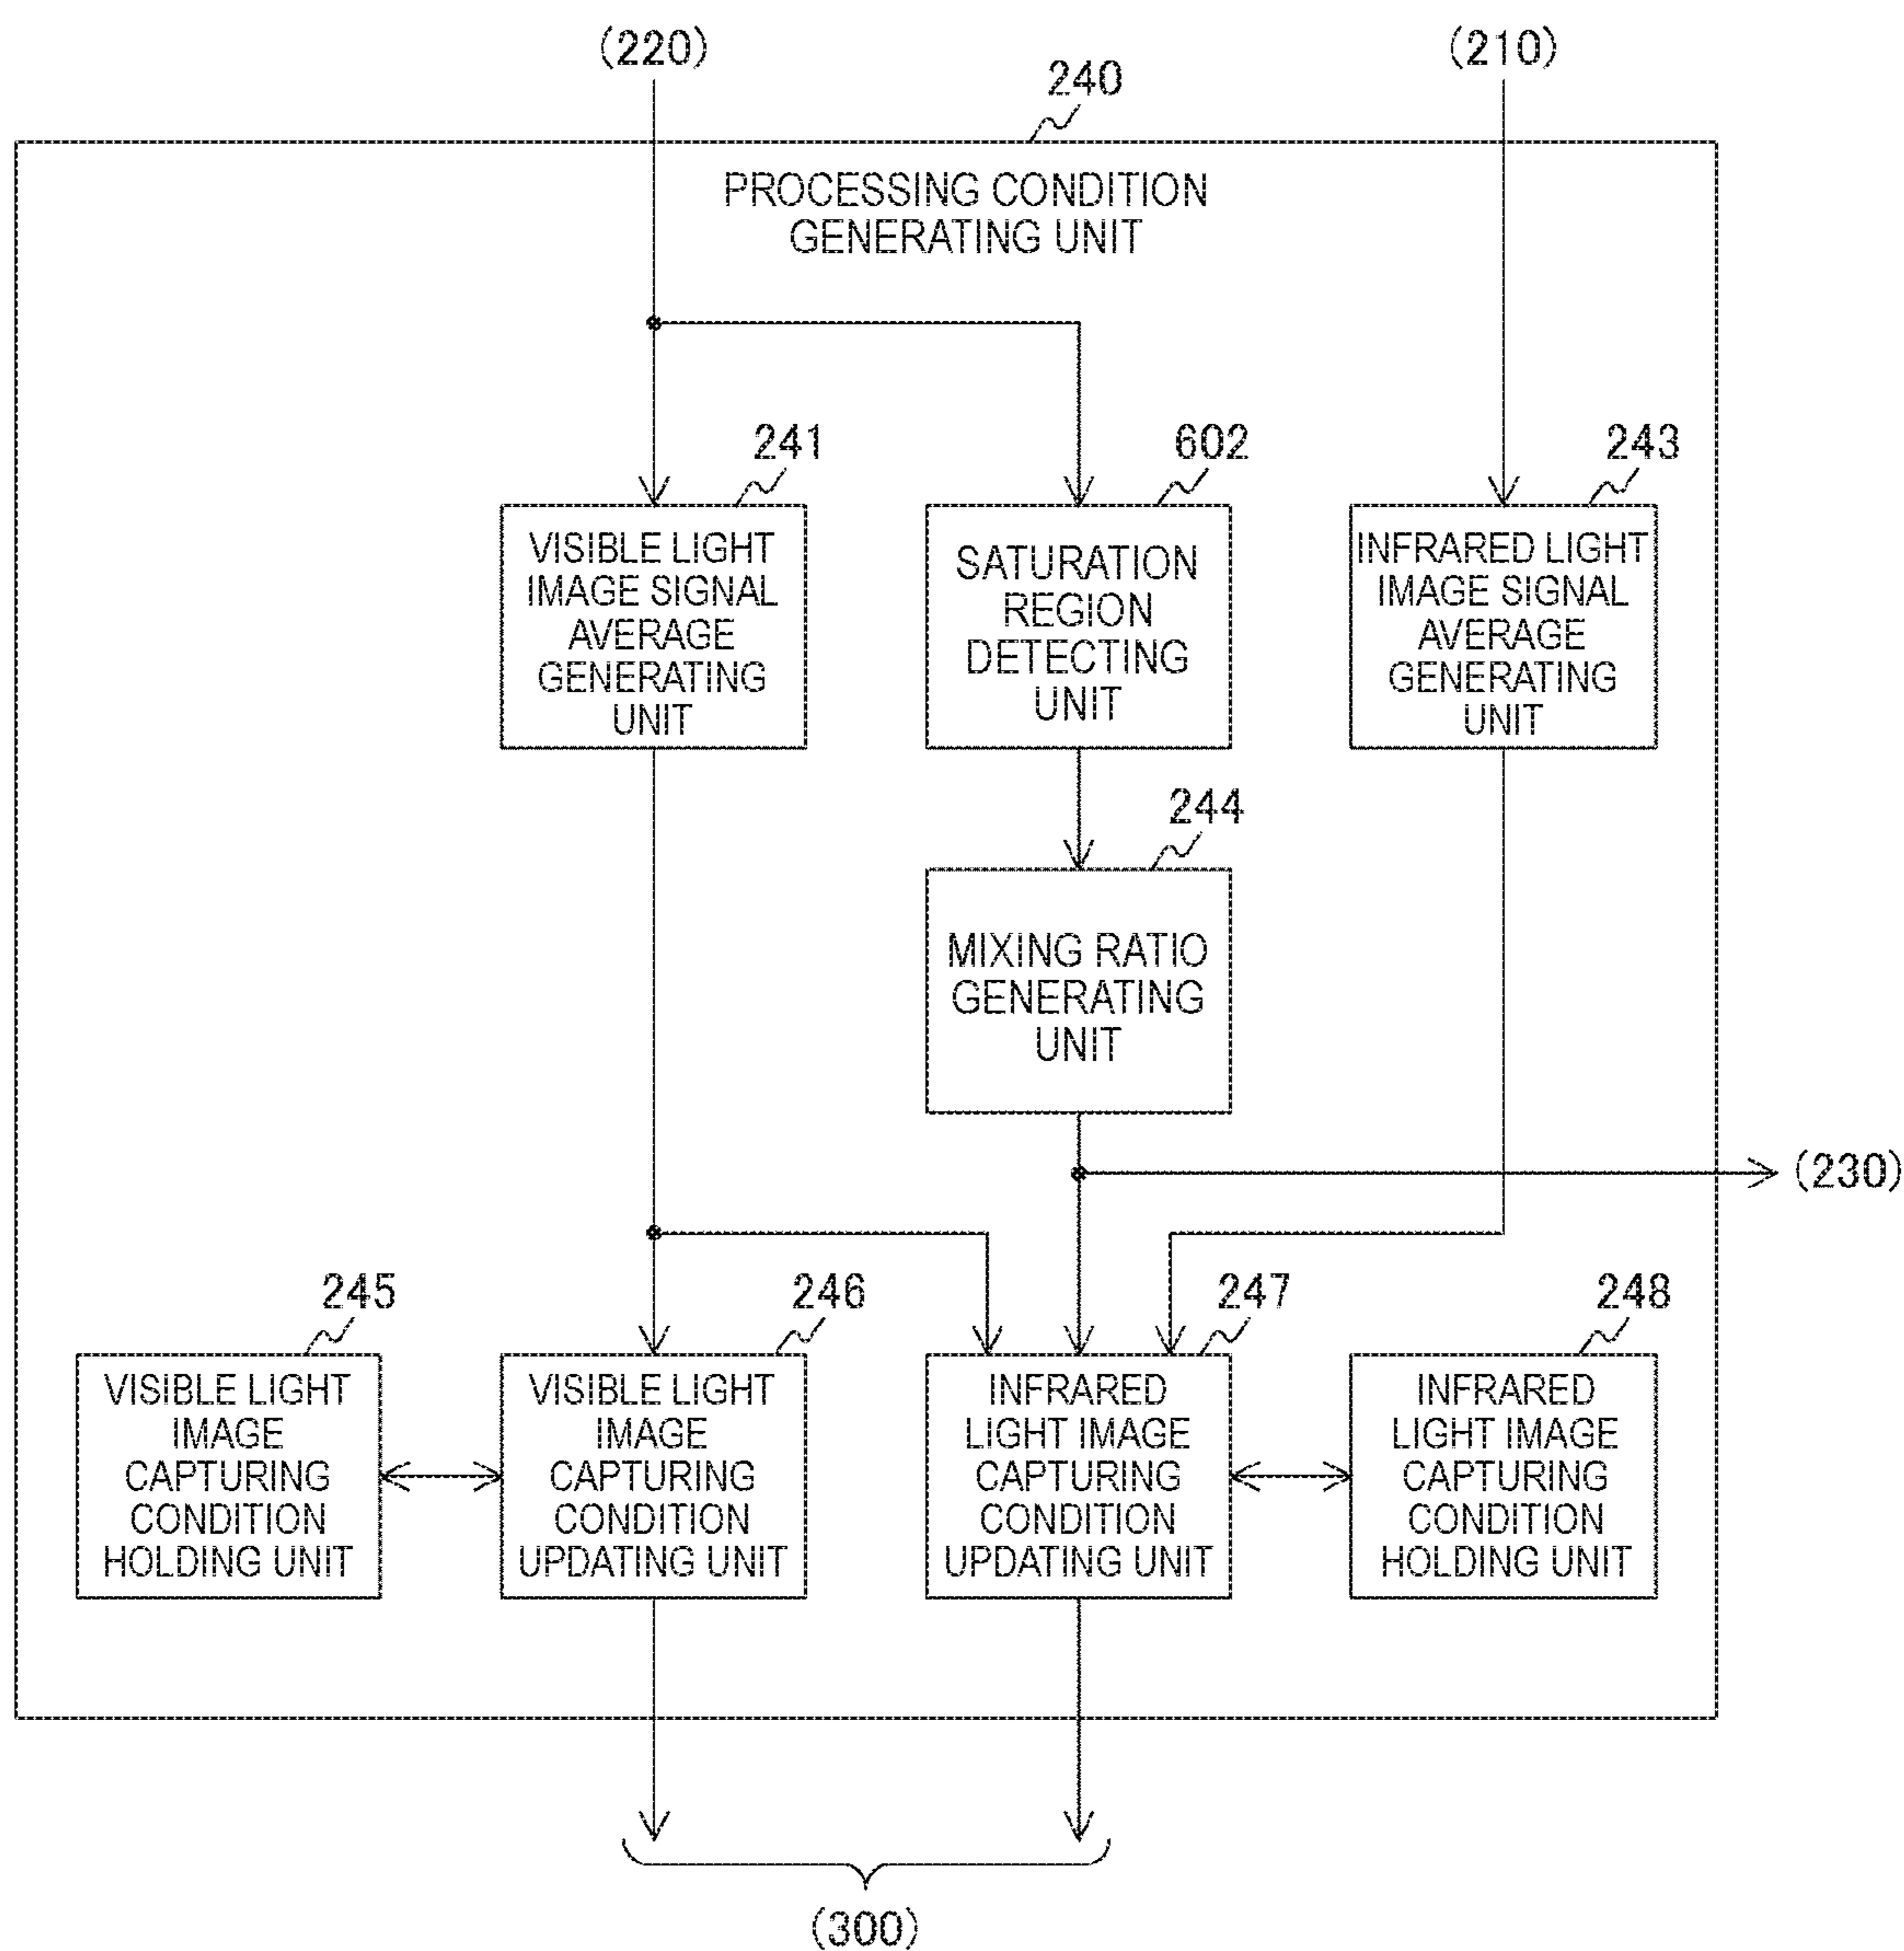 (220)
(210)
240
PROCESSING CONDITION
GENERATING UNIT
241
602
243
VISIBLE LIGHT
IMAGE SIGNAL
AVERAGE
GENERATING
UNIT
SATURATION
REGION
DETECTING
UNIT
INFRARED LIGHT
IMAGE SIGNAL
AVERAGE
GENERATING
UNIT
244
MIXING RATIO
GENERATING
UNIT
(230)
245
246
247
248
VISIBLE LIGHT
IMAGE
CAPTURING
CONDITION
HOLDING UNIT
VISIBLE LIGHT
IMAGE
CAPTURING
CONDITION
UPDATING UNIT
INFRARED
LIGHT IMAGE
CAPTURING
CONDITION
UPDATING UNIT
INFRARED
LIGHT IMAGE
CAPTURING
CONDITION
HOLDING UNIT
(300)